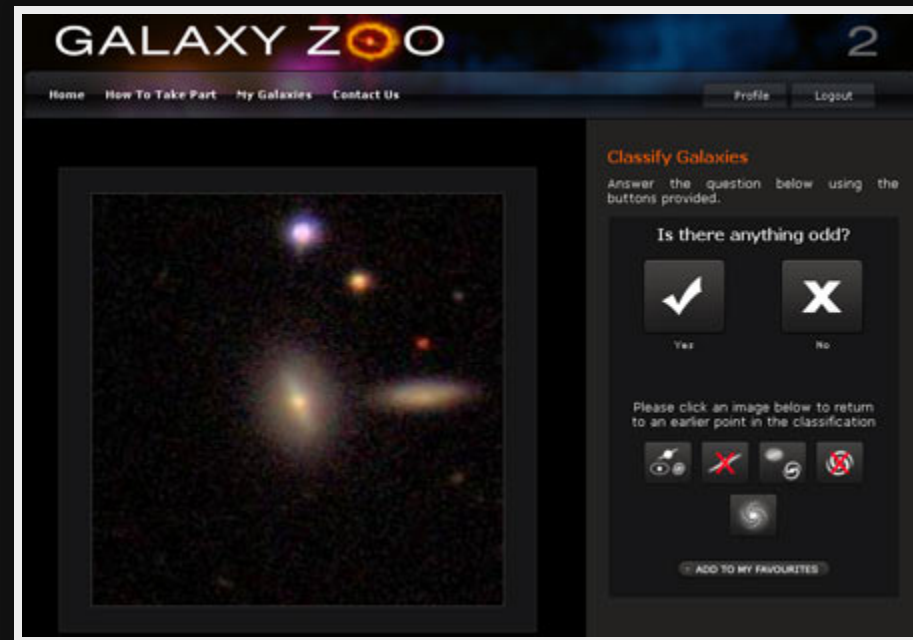 GALAXY ZOO
2
Home How To Take Part My Galaxies Contact Us
Profile Logout
Classify Galaxies
Answer the question below using the
buttons provided.
Is there anything odd?
Yes No
Please click an image below to return
to an earlier point in the classification
ADD TO MY FAVOURITES